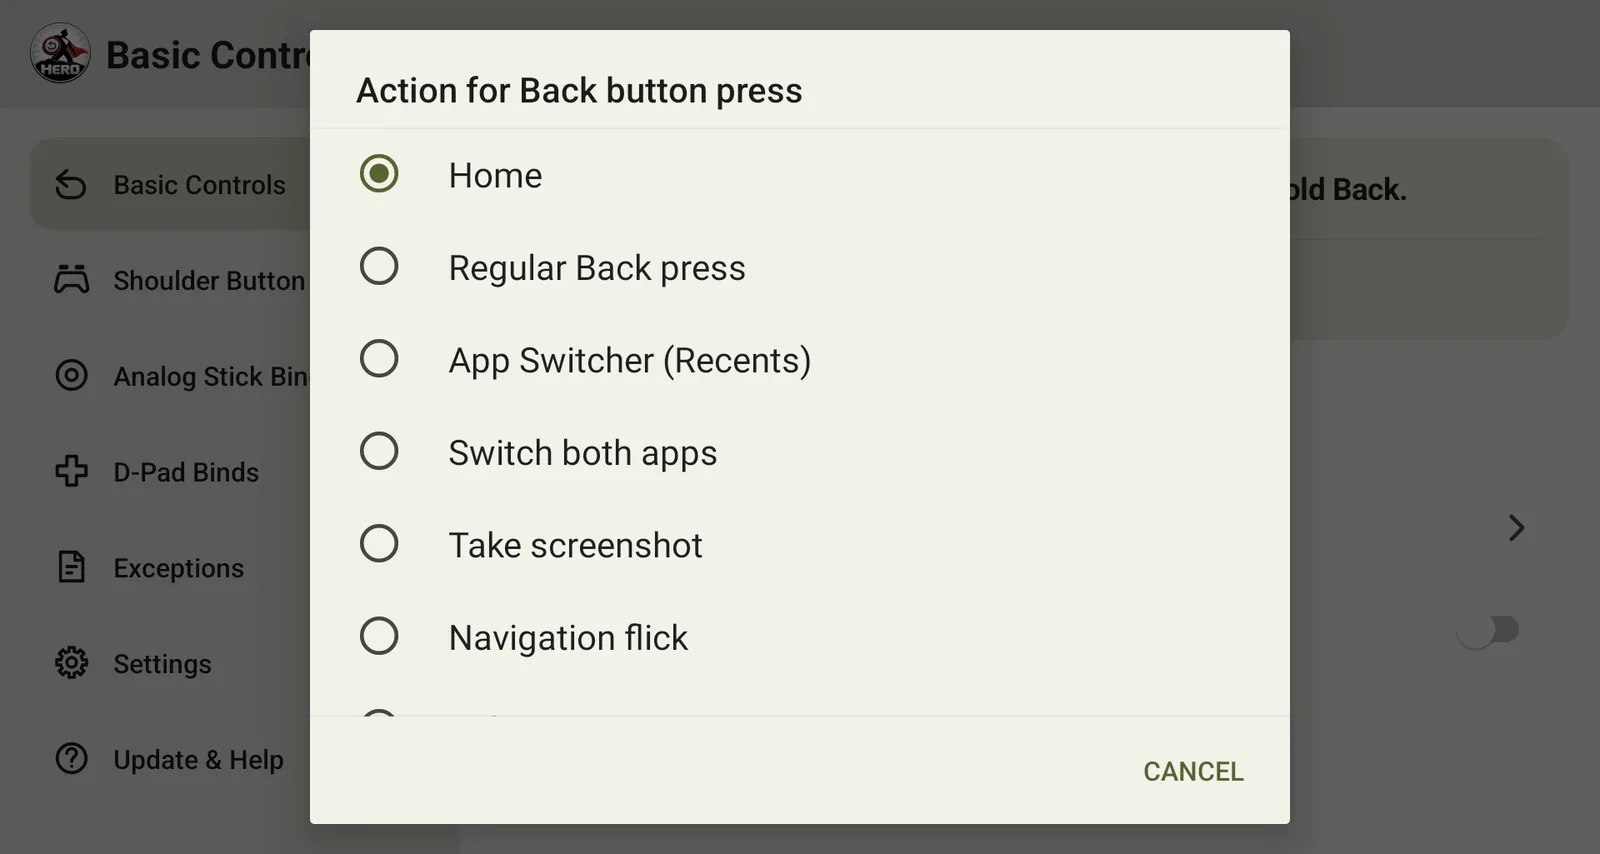 HERO
Basic Contr
Action for Back button press
Home
Regular Back press
App Switcher (Recents)
Switch both apps
Take screenshot
Navigation flick
CANCEL
Basic Controls
Shoulder Button
Analog Stick Bin
D-Pad Binds
Exceptions
Settings
Update & Help
old Back.